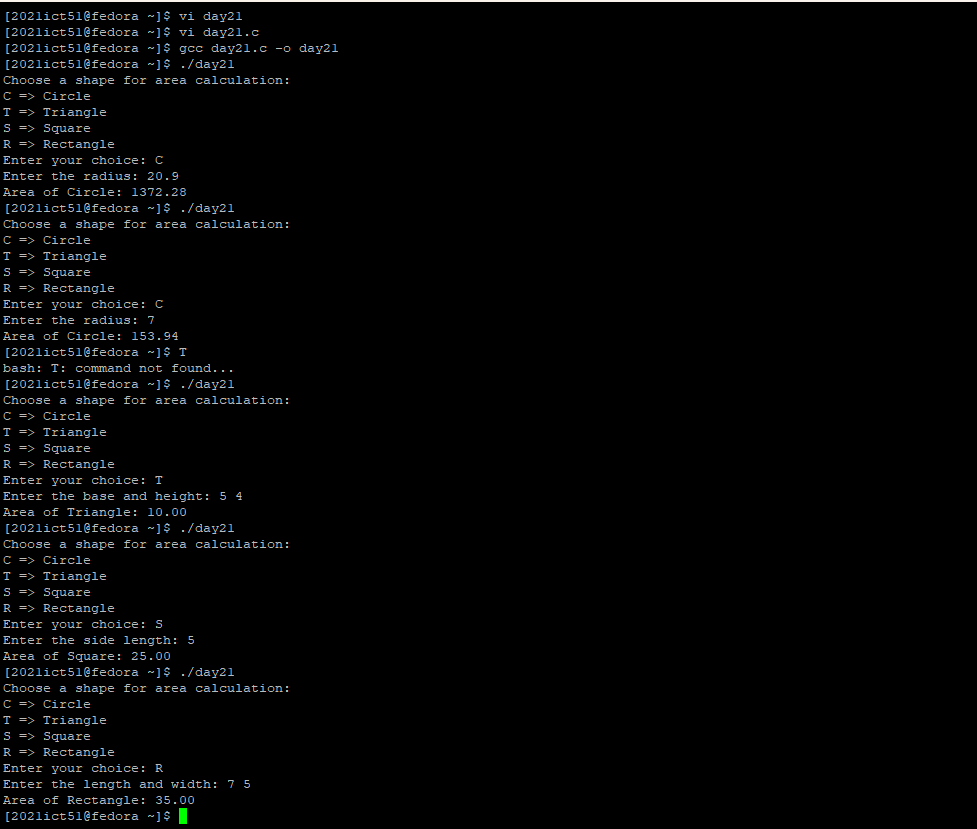 [2021ict51@fedora ~]$ vi day21
[2021ict51@fedora ~]$ vi day21.c
[2021ict51@fedora ~]$ gcc day21.c -o day21
[2021ict51@fedora ~]$ ./day21
Choose a shape for area calculation:
C => Circle
T => Triangle
S => Square
R => Rectangle
Enter your choice: C
Enter the radius: 20.9
Area of Circle: 1372.28
[2021ict51@fedora ~]$ ./day21
Choose a shape for area calculation:
C => Circle
T => Triangle
S => Square
R => Rectangle
Enter your choice: C
Enter the radius: 7
Area of Circle: 153.94
[2021ict51@fedora ~]$ T
bash: T: command not found...
[2021ict51@fedora ~]$ ./day21
Choose a shape for area calculation:
C => Circle
T => Triangle
S => Square
R => Rectangle
Enter your choice: T
Enter the base and height: 5 4
Area of Triangle: 10.00
[2021ict51@fedora ~]$ ./day21
Choose a shape for area calculation:
C => Circle
T => Triangle
S => Square
R => Rectangle
Enter your choice: S
Enter the side length: 5
Area of Square: 25.00
[2021ict51@fedora ~]$ ./day21
Choose a shape for area calculation:
C => Circle
T => Triangle
S => Square
R => Rectangle
Enter your choice: R
Enter the length and width: 7 5
Area of Rectangle: 35.00
[2021ict51@fedora ~]$